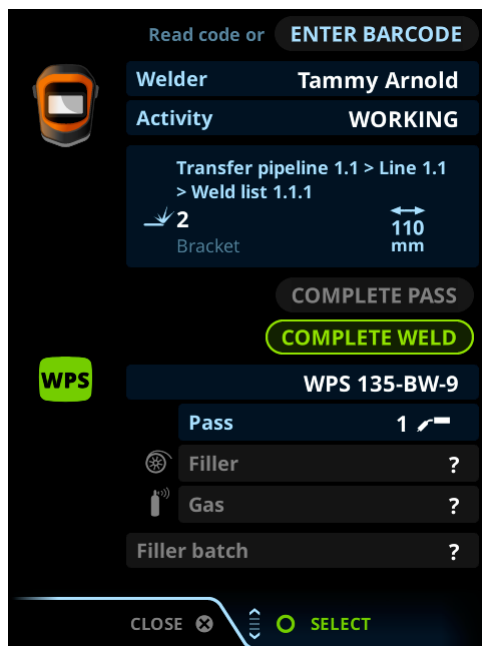 Read code or ENTER BARCODE
Welder Tammy Arnold
Activity WORKING
Transfer pipeline 1.1 > Line 1.1
> Weld list 1.1.1
2
Bracket
110
mm
COMPLETE PASS
COMPLETE WELD
WPS
WPS 135-BW-9
Pass 1
Filler ?
Gas ?
Filler batch ?
CLOSE SELECT